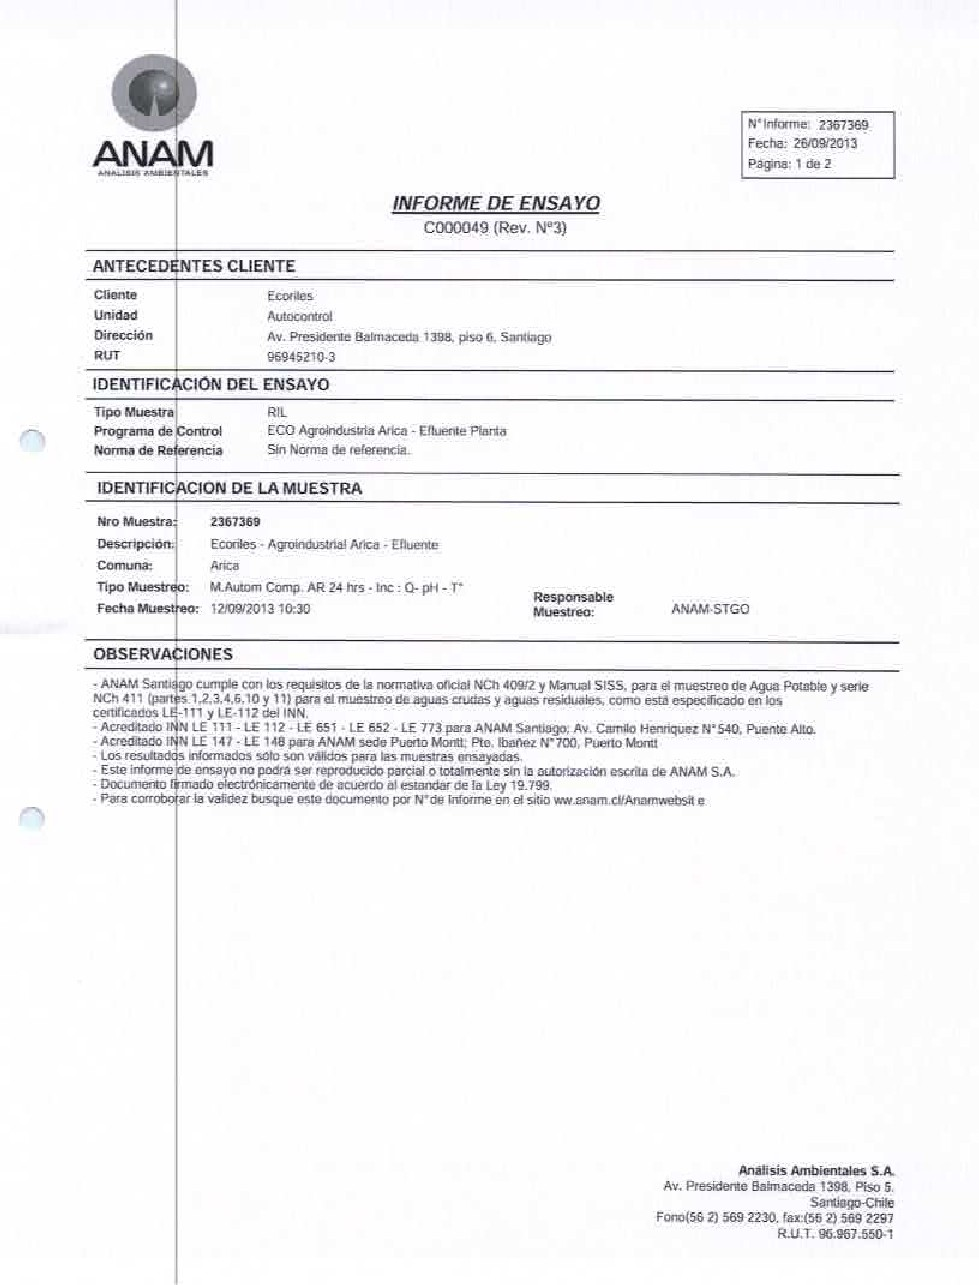 ANAM
ANALISIS AMBIENTALES
N°Informe: 2367369
Fecha: 26/09/2013
Página: 1 de 2
INFORME DE ENSAYO
C000049 (Rev. N°3)
ANTECEDENTES CLIENTE
Cliente Ecoriles
Unidad Autocontrol
Dirección Av. Presidente Balmaceda 1398, piso 6, Santiago
RUT 96945210-3
IDENTIFICACIÓN DEL ENSAYO
Tipo Muestra RIL
Programa de Control ECO Agroindustria Arica - Efluente Planta
Norma de Referencia Sin Norma de referencia.
IDENTIFICACION DE LA MUESTRA
Nro Muestra: 2367369
Descripción: Ecoriles - Agroindustrial Arica - Efluente
Comuna: Arica
Tipo Muestreo: M.Autom Comp. AR 24 hrs - Inc : Q- pH - T°
Fecha Muestreo: 12/09/2013 10:30 Responsable Muestreo: ANAM-STGO
OBSERVACIONES
- ANAM Santiago cumple con los requisitos de la normativa oficial NCh 409/2 y Manual SISS, para el muestreo de Agua Potable y serie
NCh 411 (partes 1,2,3,4,6,10 y 11) para el muestreo de aguas crudas y aguas residuales, como está especificado en los
certificados LE-111 y LE-112 del INN.
- Acreditado INN LE 111 - LE 112 - LE 651 - LE 652 - LE 773 para ANAM Santiago; Av. Camilo Henriquez N°540, Puente Alto.
- Acreditado INN LE 147 - LE 148 para ANAM sede Puerto Montt; Pto. Ibañez N°700, Puerto Montt
- Los resultados informados sólo son válidos para las muestras ensayadas.
- Este informe de ensayo no podrá ser reproducido parcial o totalmente sin la autorización escrita de ANAM S.A.
- Documento firmado electrónicamente de acuerdo al estandar de la Ley 19.799.
- Para corroborar la validez busque este documento por N°de Informe en el sitio ww.anam.cl/Anamwebsit e
Análisis Ambientales S.A.
Av. Presidente Balmaceda 1398, Piso 5.
Santiago-Chile
Fono(56 2) 569 2230, fax:(56 2) 569 2297
R.U.T. 96.967.550-1